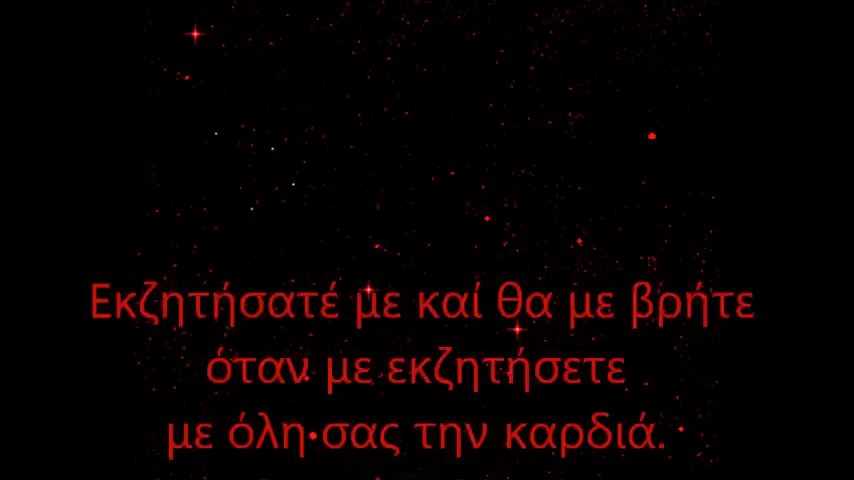 Εκζητήσατέ με καί θα με βρήτε
όταν με εκζητήσετε
με όλη σας την καρδιά.